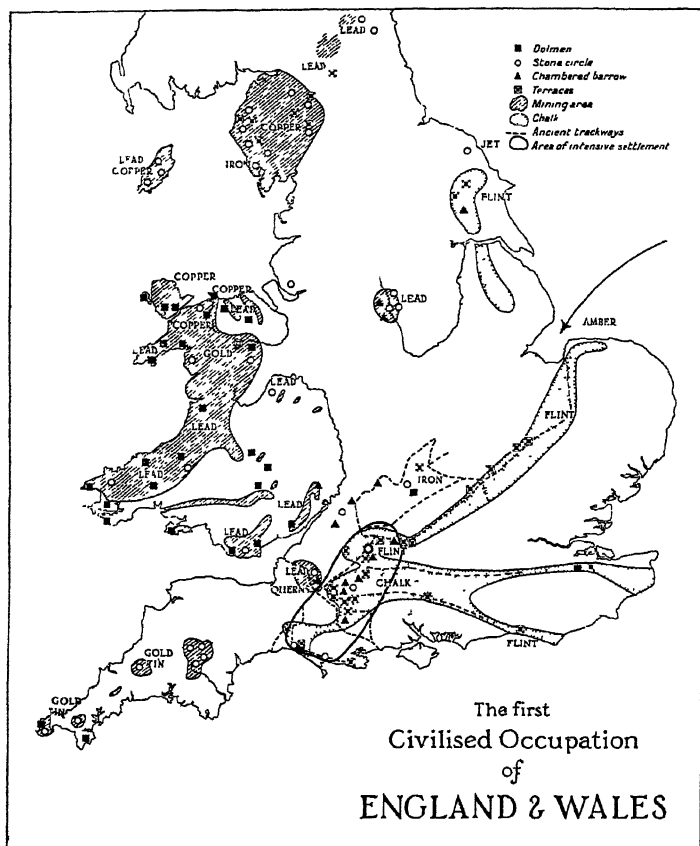 LEAD
LEAD
Dolmen
Stone circle
Chambered barrow
Terraces
Mining area
Chalk
Ancient trackways
Area of intensive settlement
COPPER
JET
LEAD
COPPER
IRON
FLINT
COPPER
COPPER
LEAD
LEAD
COPPER
AMBER
LEAD
GOLD
LEAD
FLINT
LEAD
LEAD
IRON
LEAD
LEAD
FLINT
LEAD
CHALK
QUERNS
GOLD
TIN
FLINT
GOLD
TIN
The first
Civilised Occupation
of
ENGLAND & WALES